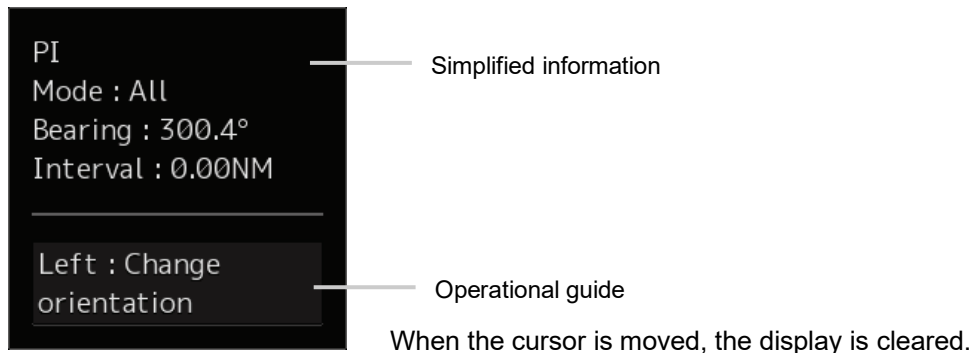 PI
Simplified information
Mode : All
Bearing : 300.4°
Interval : 0.00NM
Left : Change
orientation
Operational guide
When the cursor is moved, the display is cleared.